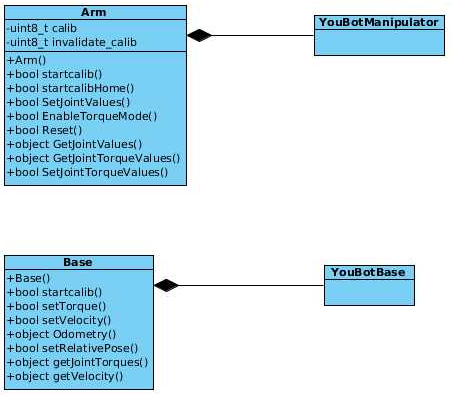 Arm
-uint8_t calib
-uint8_t invalidate_calib
+Arm()
+bool startcalib()
+bool startcalibHome()
+bool SetJointValues()
+bool EnableTorqueMode()
+bool Reset()
+object GetJointValues()
+object GetJointTorqueValues()
+bool SetJointTorqueValues()
YouBotManipulator
Base
+Base()
+bool startcalib()
+bool setTorque()
+bool setVelocity()
+object Odometry()
+bool setRelativePose()
+object getJointTorques()
+object getVelocity()
YouBotBase